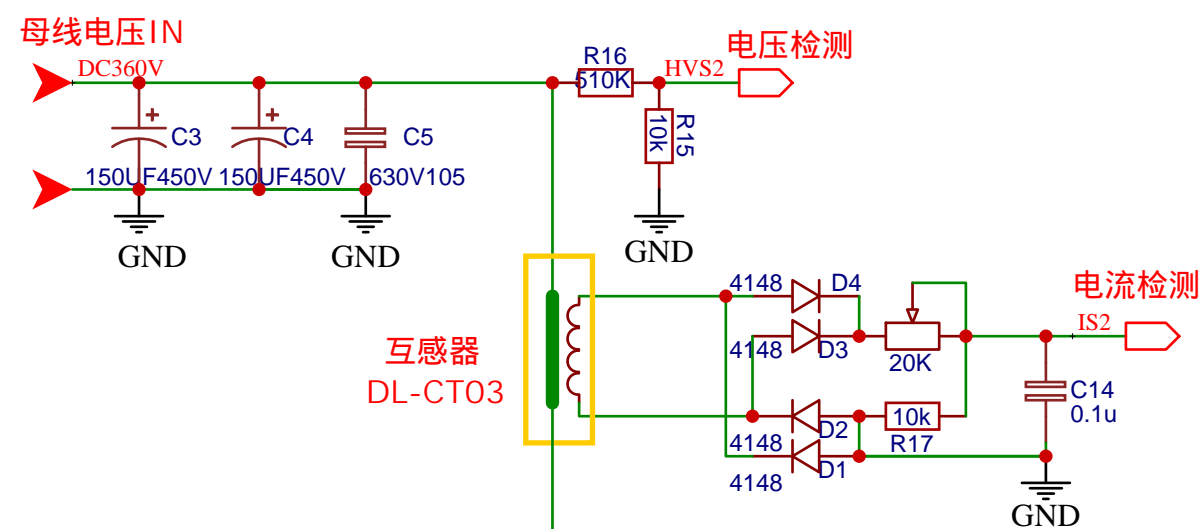 母线电压IN
DC360V
R16
510K
HVS2
电压检测
C3
C4
C5
10k
R15
150UF450V
150UF450V
630V105
GND
GND
GND
互感器
DL-CT03
4148
D4
4148
D3
20K
电流检测
IS2
C14
0.1u
10k
R17
D2
4148
D1
4148
GND